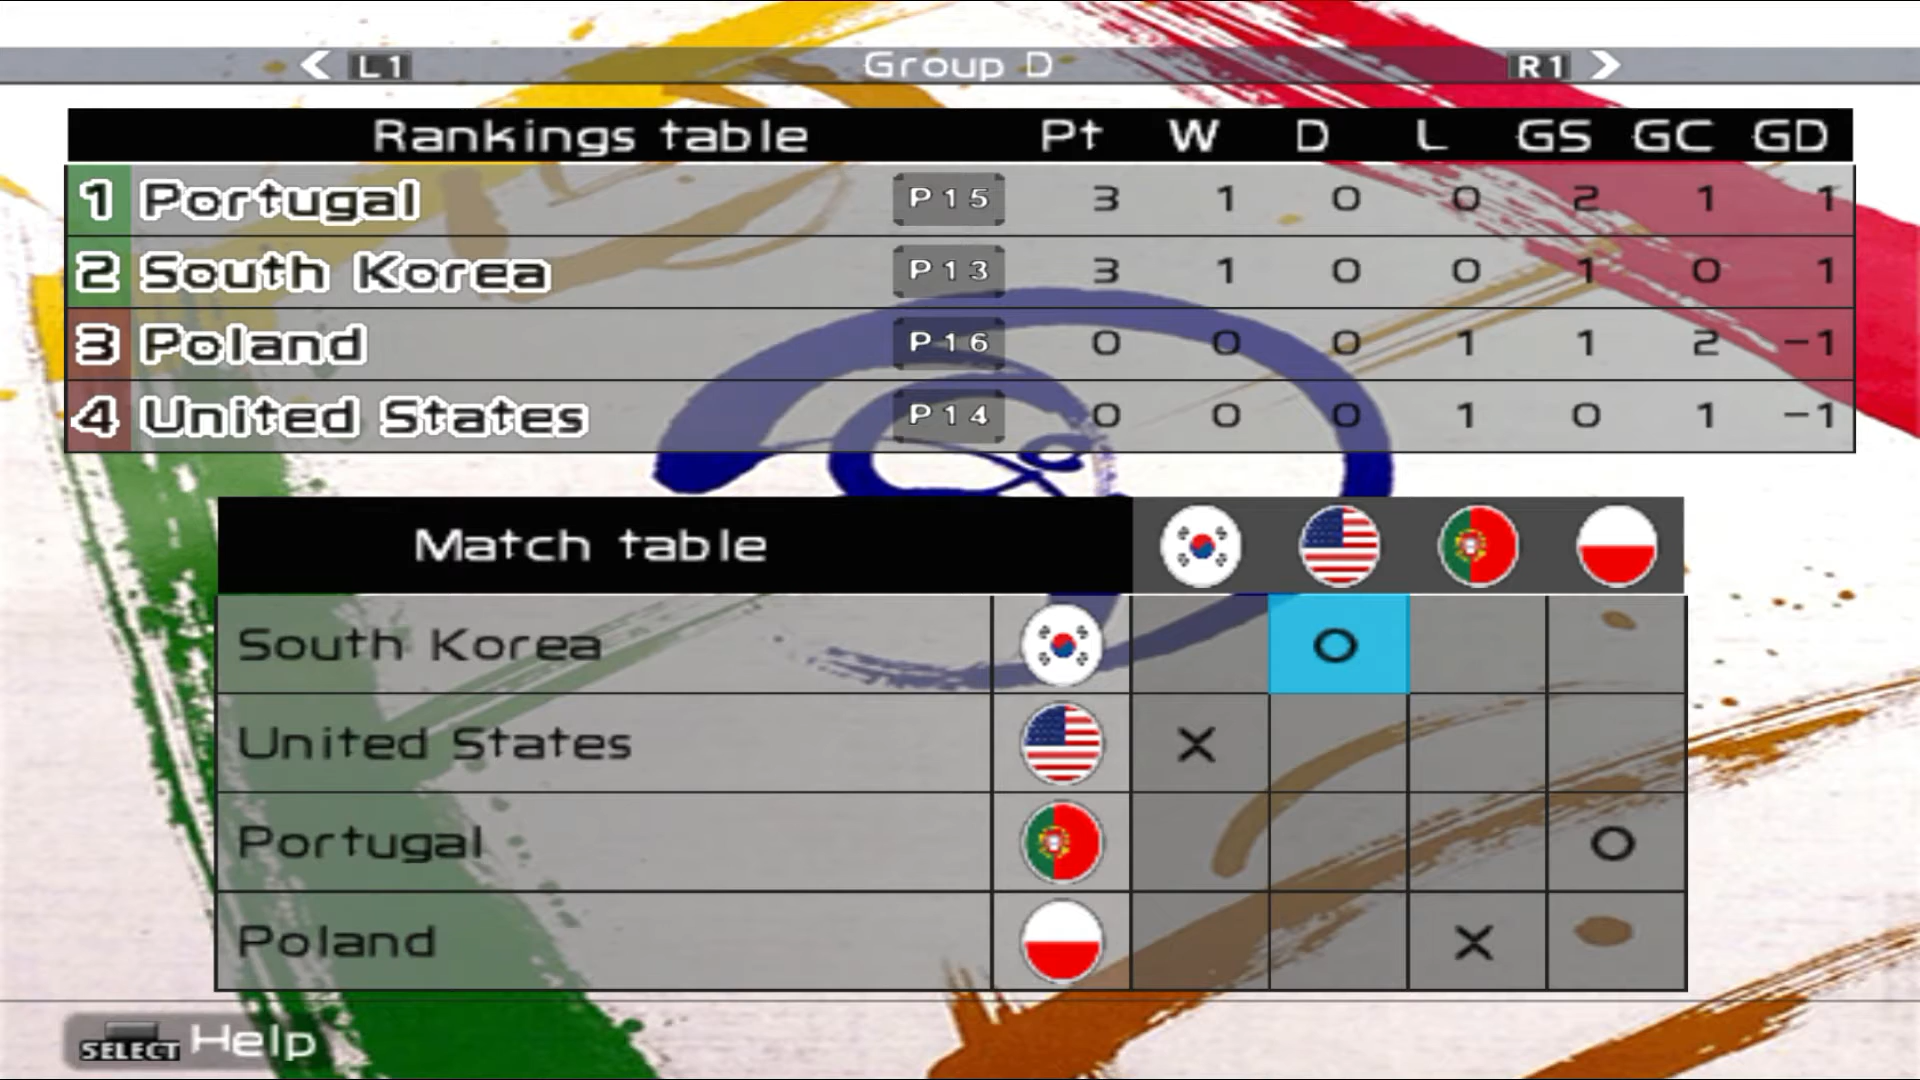 L1 Group D R1
Rankings table Pt W D L GS GC GD
1 Portugal P15 3 1 0 0 2 1 1
2 South Korea P13 3 1 0 0 1 0 1
3 Poland P16 0 0 0 1 1 2 -1
4 United States P14 0 0 0 1 0 1 -1
Match table
South Korea O
United States X
Portugal O
Poland X
SELECT Help